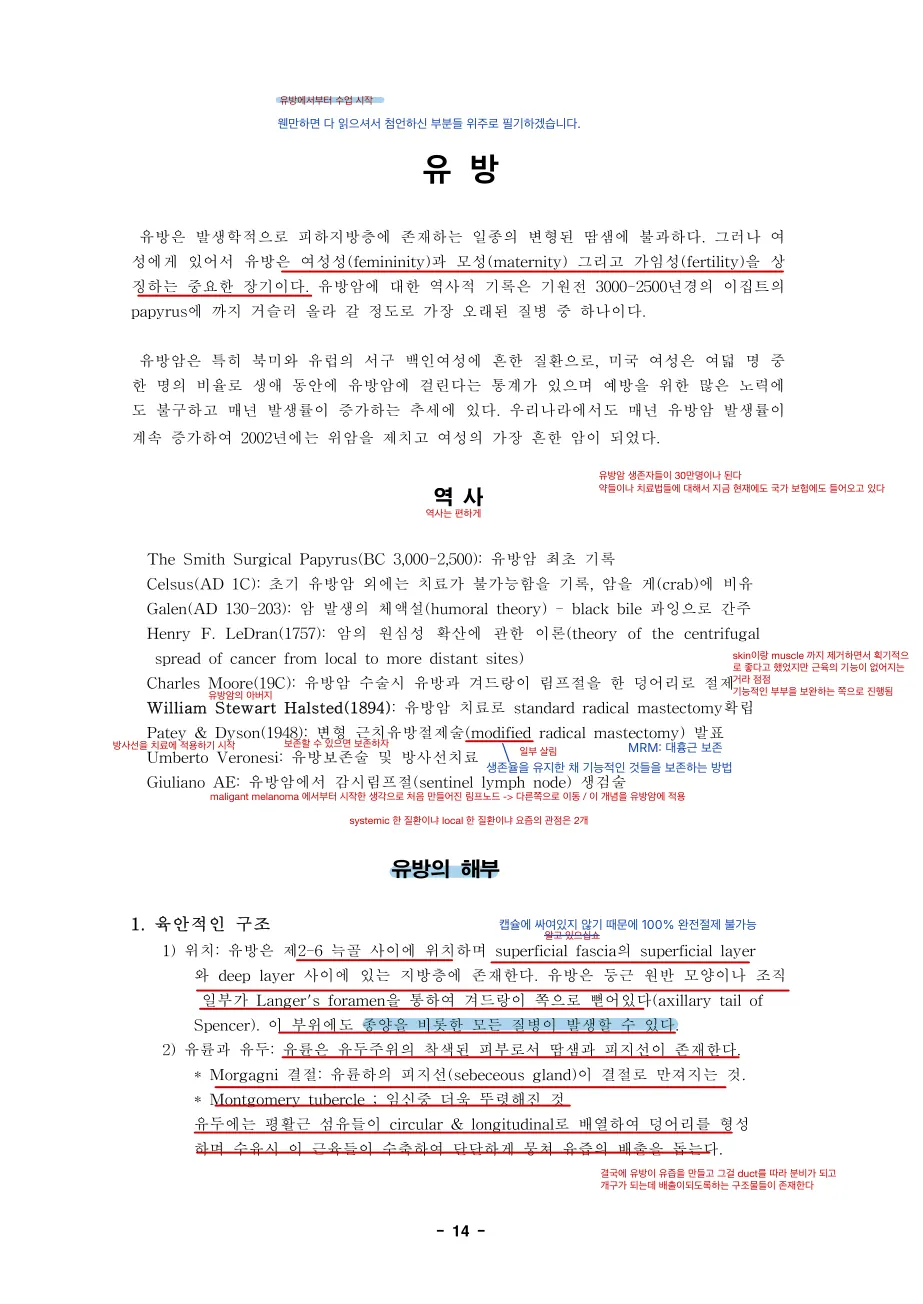 유방에서부터 수업 시작
웬만하면 다 읽으셔서 첨언하신 부분들 위주로 필기하겠습니다.
유 방
유방은 발생학적으로 피하지방층에 존재하는 일종의 변형된 땀샘에 불과하다. 그러나 여
성에게 있어서 유방은 여성성(femininity)과 모성(maternity) 그리고 가임성(fertility)을 상
징하는 중요한 장기이다. 유방암에 대한 역사적 기록은 기원전 3000-2500년경의 이집트의
papyrus에 까지 거슬러 올라 갈 정도로 가장 오래된 질병 중 하나이다.
유방암은 특히 북미와 유럽의 서구 백인여성에 흔한 질환으로, 미국 여성은 여덟 명 중
한 명의 비율로 생애 동안에 유방암에 걸린다는 통계가 있으며 예방을 위한 많은 노력에
도 불구하고 매년 발생률이 증가하는 추세에 있다. 우리나라에서도 매년 유방암 발생률이
계속 증가하여 2002년에는 위암을 제치고 여성의 가장 흔한 암이 되었다.
유방암 생존자들이 30만명이나 된다
약들이나 치료법들에 대해서 지금 현재에도 국가 보험에도 들어오고 있다
역 사
역사는 편하게
The Smith Surgical Papyrus(BC 3,000-2,500): 유방암 최초 기록
Celsus(AD 1C): 초기 유방암 외에는 치료가 불가능함을 기록, 암을 게(crab)에 비유
Galen(AD 130-203): 암 발생의 체액설(humoral theory) - black bile 과잉으로 간주
Henry F. LeDran(1757): 암의 원심성 확산에 관한 이론(theory of the centrifugal
spread of cancer from local to more distant sites)
skin이랑 muscle 까지 제거하면서 획기적으
로 좋다고 했었지만 근육의 기능이 없어지는
거라 점점
기능적인 부부을 보완하는 쪽으로 진행됨
Charles Moore(19C): 유방암 수술시 유방과 겨드랑이 림프절을 한 덩어리로 절제
유방암의 아버지
William Stewart Halsted(1894): 유방암 치료로 standard radical mastectomy확립
Patey & Dyson(1948): 변형 근치유방절제술(modified radical mastectomy) 발표
방사선을 치료에 적용하기 시작
보존할 수 있으면 보존하자
일부 살림
MRM: 대흉근 보존
Umberto Veronesi: 유방보존술 및 방사선치료
생존율을 유지한 채 기능적인 것들을 보존하는 방법
Giuliano AE: 유방암에서 감시림프절(sentinel lymph node) 생검술
maligant melanoma 에서부터 시작한 생각으로 처음 만들어진 림프노드 -> 다른쪽으로 이동 / 이 개념을 유방암에 적용
systemic 한 질환이냐 local 한 질환이냐 요즘의 관점은 2개
유방의 해부
1. 육안적인 구조
캡슐에 싸여있지 않기 때문에 100% 완전절제 불가능
알고 있으십쇼
1) 위치: 유방은 제2-6 늑골 사이에 위치하며 superficial fascia의 superficial layer
와 deep layer 사이에 있는 지방층에 존재한다. 유방은 둥근 원반 모양이나 조직
일부가 Langer's foramen을 통하여 겨드랑이 쪽으로 뻗어있다(axillary tail of
Spencer). 이 부위에도 종양을 비롯한 모든 질병이 발생할 수 있다.
2) 유륜과 유두: 유륜은 유두주위의 착색된 피부로서 땀샘과 피지선이 존재한다.
* Morgagni 결절: 유륜하의 피지선(sebeceous gland)이 결절로 만져지는 것.
* Montgomery tubercle ; 임신중 더욱 뚜렷해진 것
유두에는 평활근 섬유들이 circular & longitudinal로 배열하여 덩어리를 형성
하며 수유시 이 근육들이 수축하여 단단하게 뭉쳐 유즙의 배출을 돕는다.
결국에 유방이 유즙을 만들고 그걸 duct를 따라 분비가 되고
개구가 되는데 배출이되도록하는 구조물들이 존재한다
- 14 -